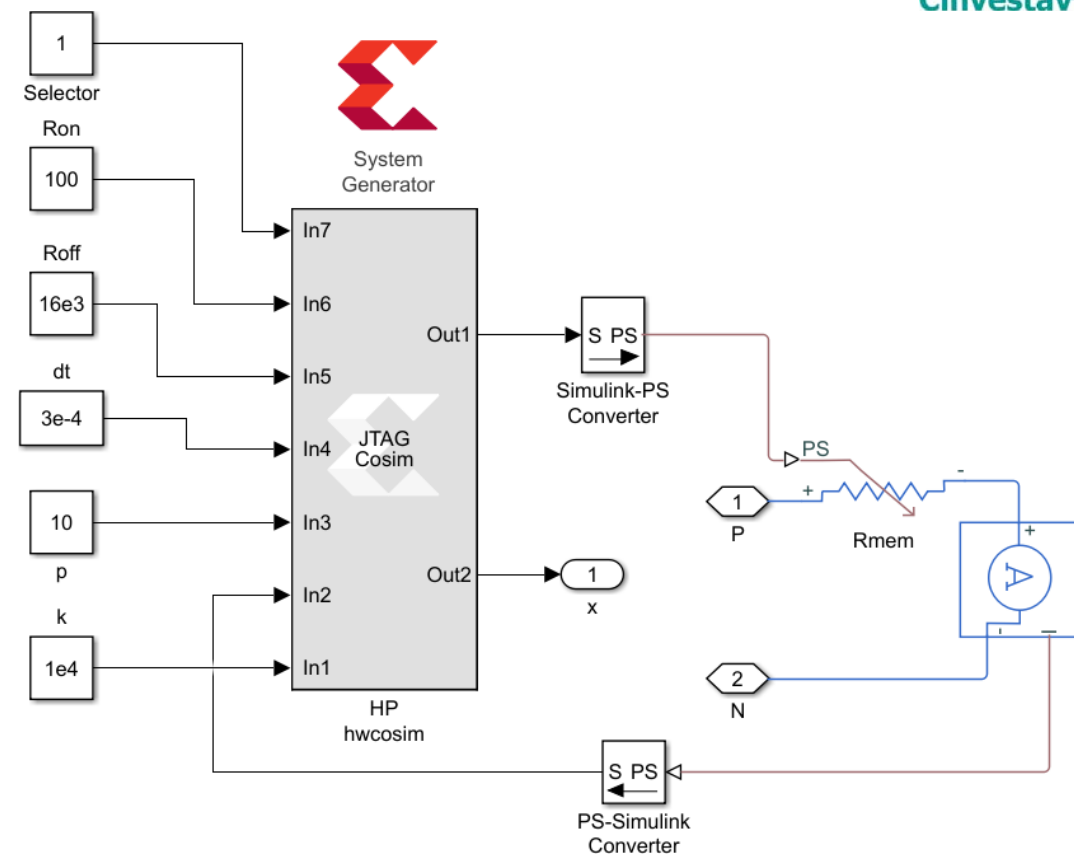 Cinvestav
1
Selector
Ron
100
Roff
16e3
dt
3e-4
10
p
k
1e4
System
Generator
In7
In6
In5
In4
In3
In2
In1
JTAG
Cosim
Out1
Out2
HP
hwcosim
S PS
Simulink-PS
Converter
1
x
PS
+
-
Rmem
1
P
+
A
-
I
2
N
S PS
PS-Simulink
Converter